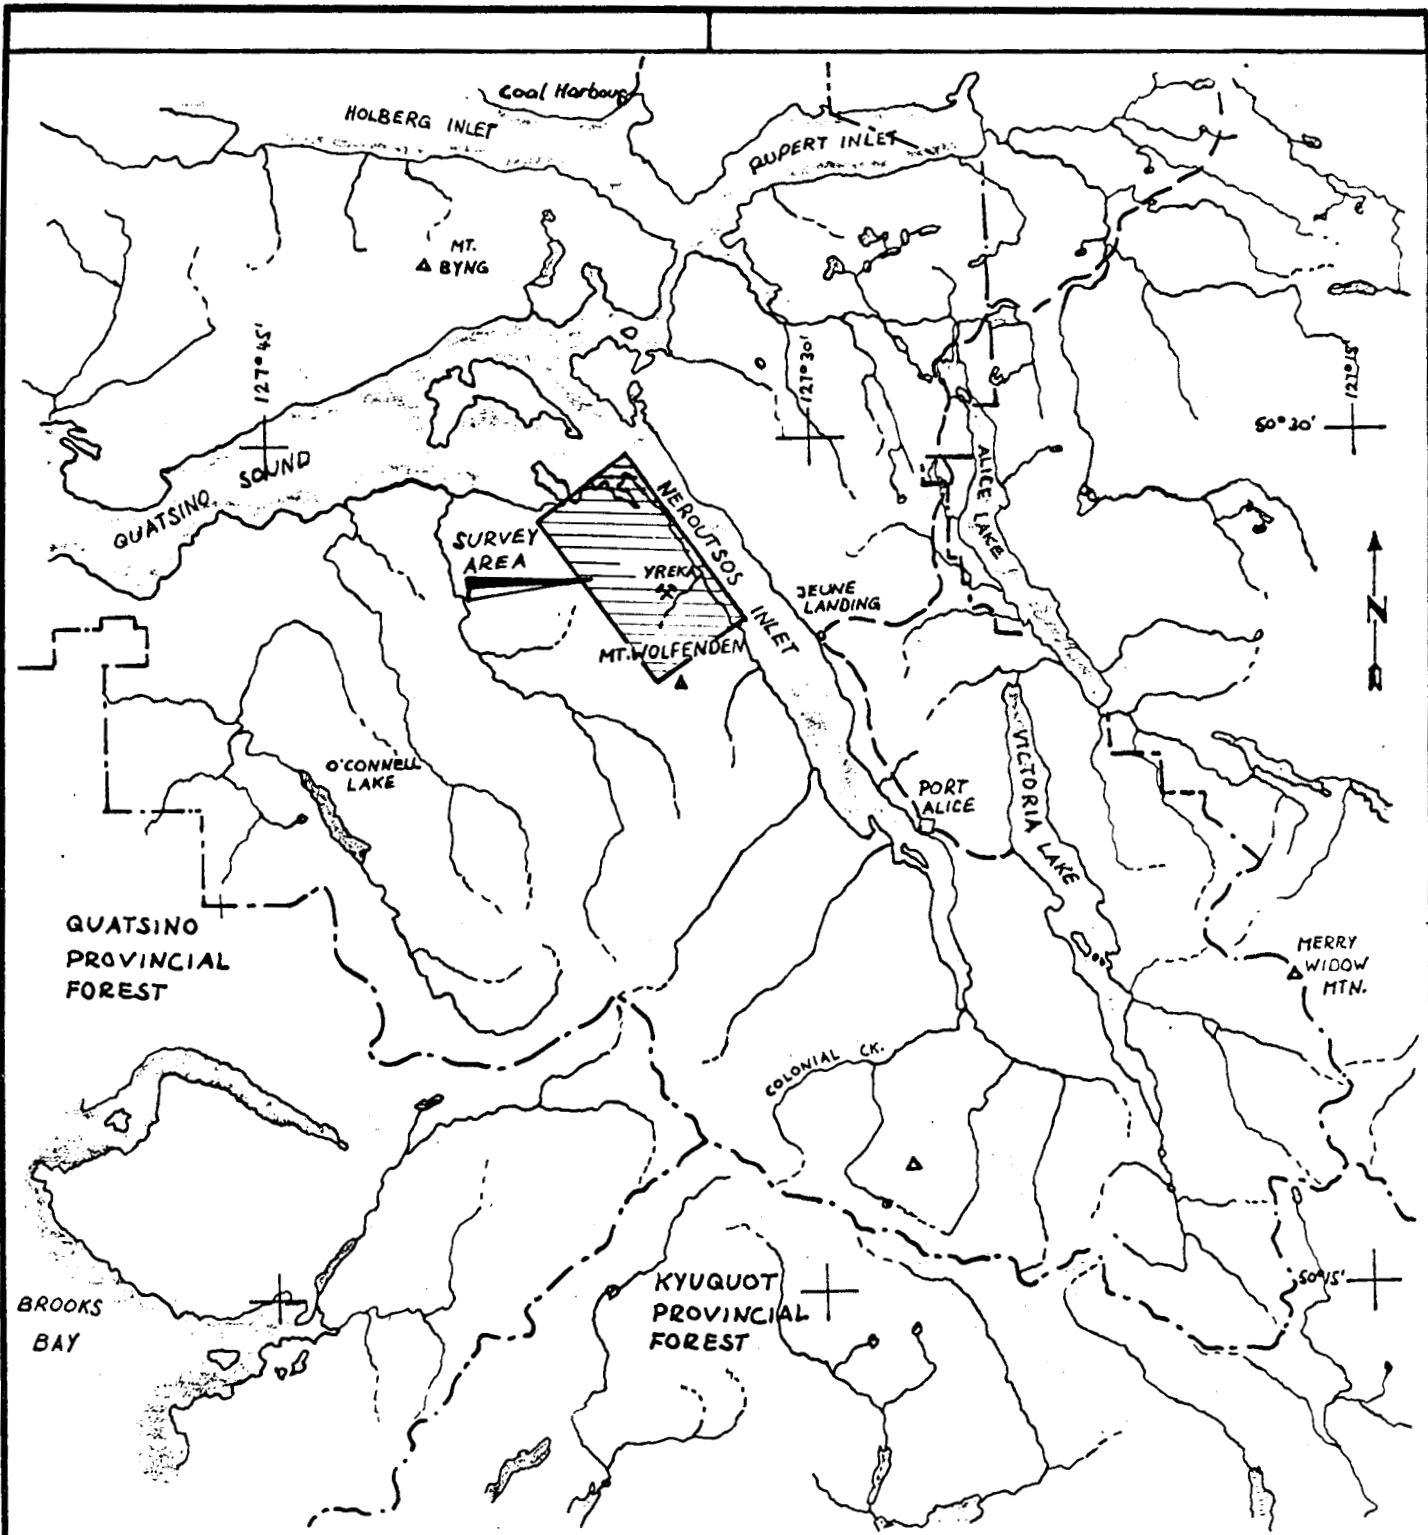 Coal Harbour
HOLBERG INLET
RUPERT INLET
MT.
BYNG
127°45'
127°30'
127°15'
50°30'
QUATSINO SOUND
ALICE LAKE
NEROUTSOS INLET
SURVEY
AREA
YREKA
JEUNE
LANDING
N
MT. WOLFENDEN
O'CONNELL
LAKE
VICTORIA LAKE
PORT
ALICE
QUATSINO
PROVINCIAL
FOREST
MERRY
WIDOW
MTN.
COLONIAL CK.
KYUQUOT
PROVINCIAL
FOREST
50°15'
BROOKS
BAY